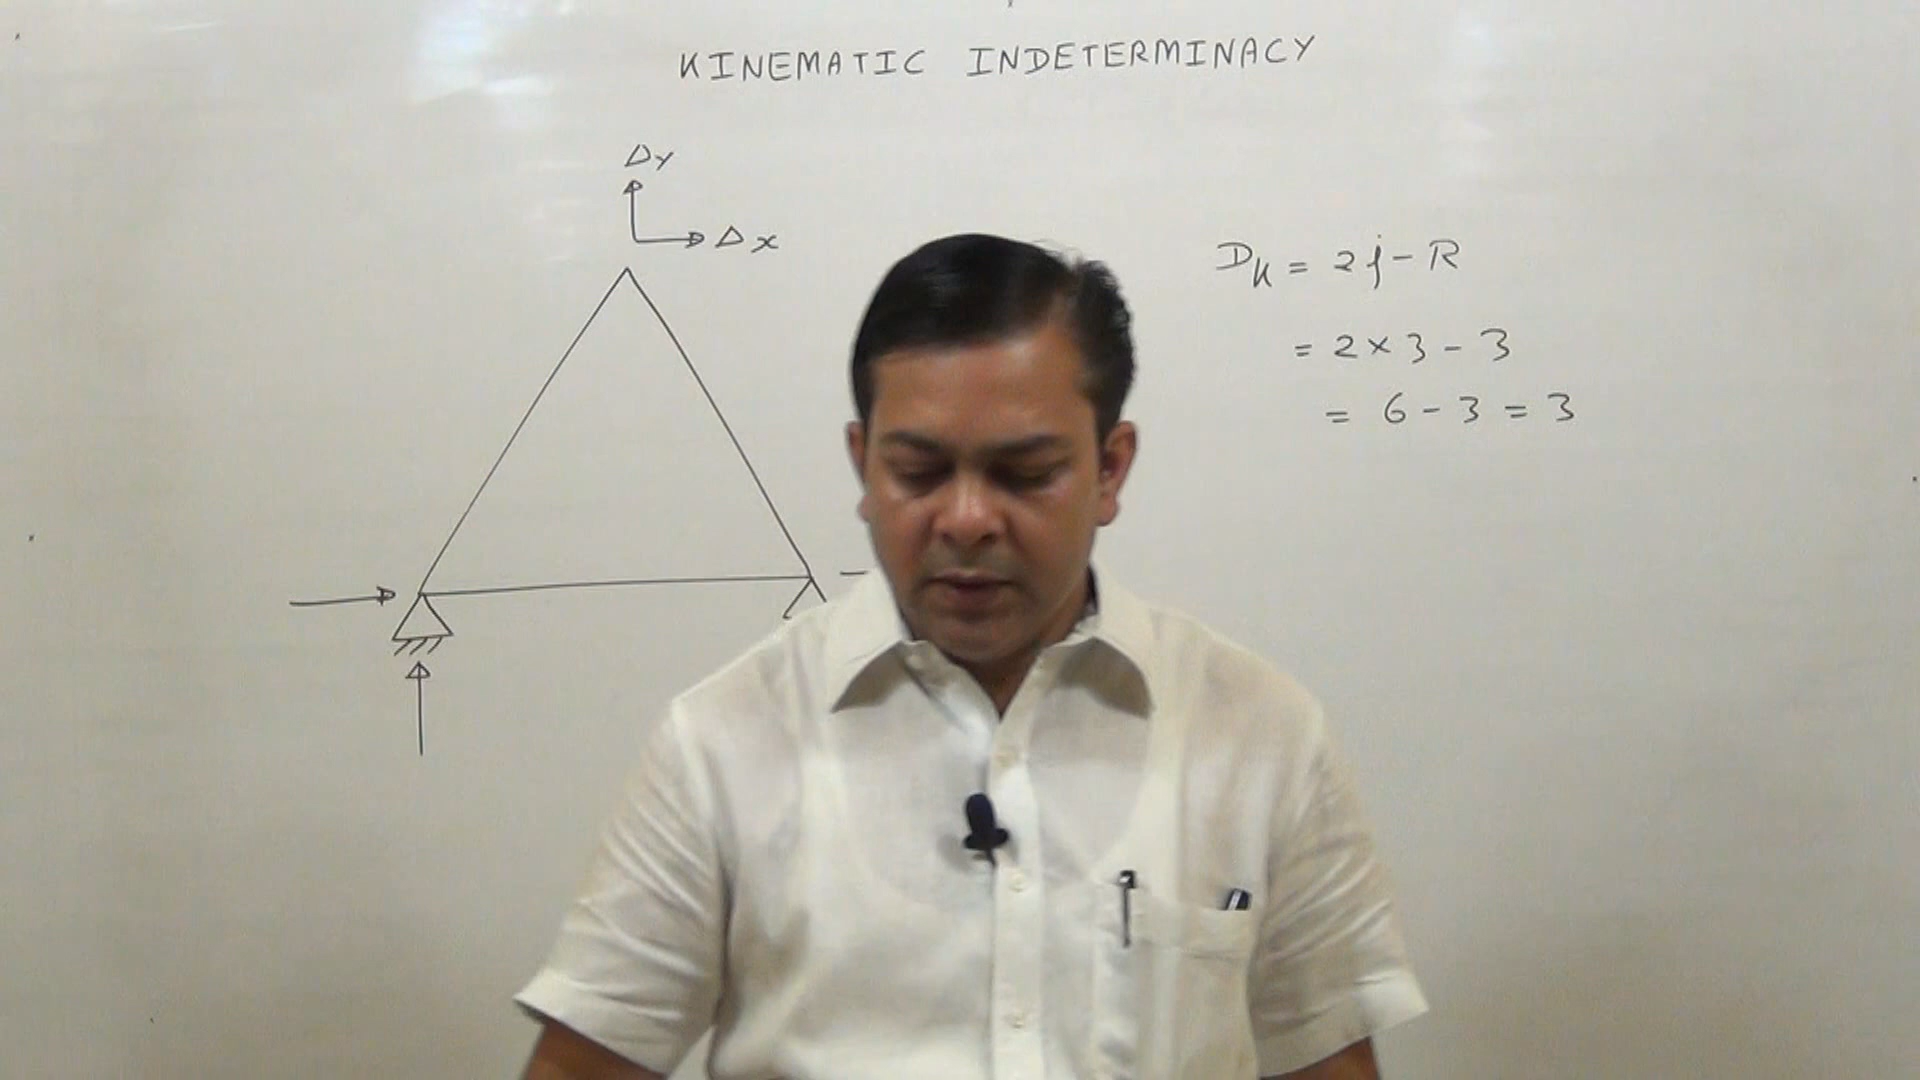 KINEMATIC INDETERMINACY
Δy
Δx
Dk = 2j - R
= 2 x 3 - 3
= 6 - 3 = 3